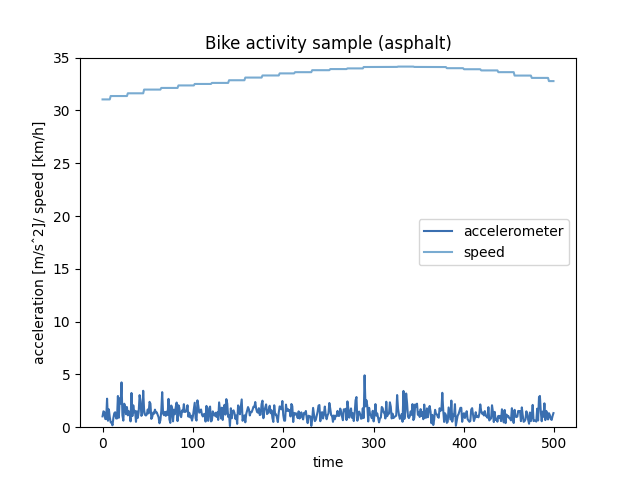 Bike activity sample (asphalt)
35
30
25
20
15
10
5
0
acceleration [m/s^2]/ speed [km/h]
accelerometer
speed
0 100 200 300 400 500
time